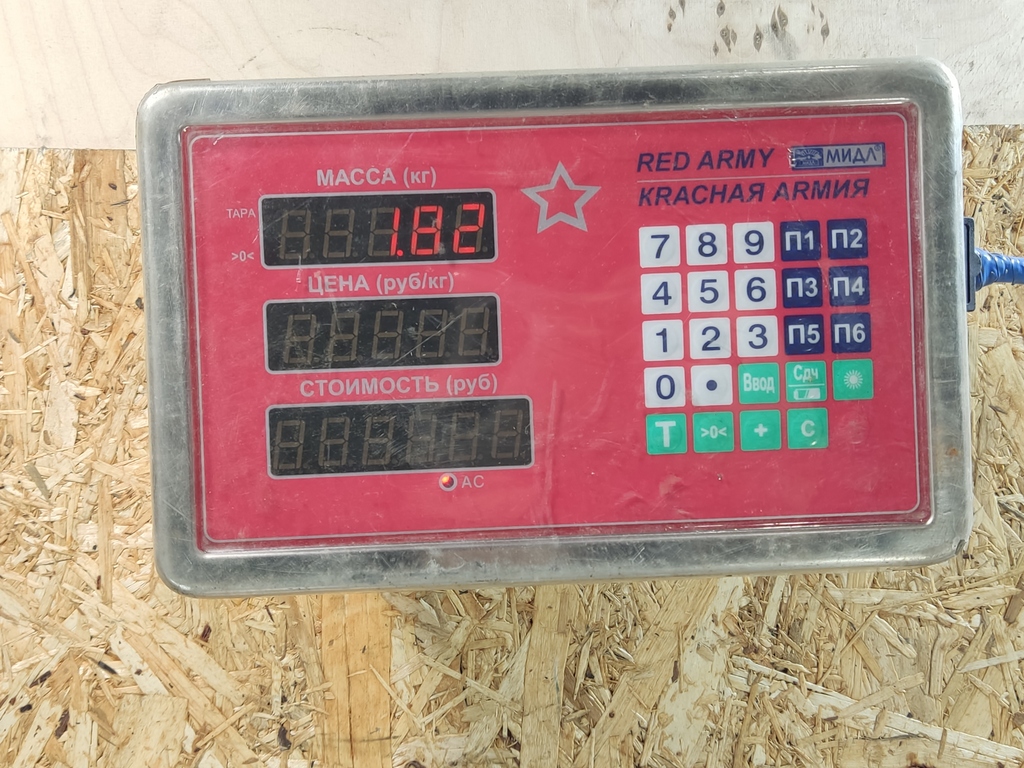 МАССА (кг)
ТАРА
>0<
1.82
ЦЕНА (руб/кг)
СТОИМОСТЬ (руб)
AC
RED ARMY МИДЛ®
КRАСНАЯ АRМИЯ
7 8 9 П1 П2
4 5 6 П3 П4
1 2 3 П5 П6
0 • Ввод Сдч
Т >0< + С